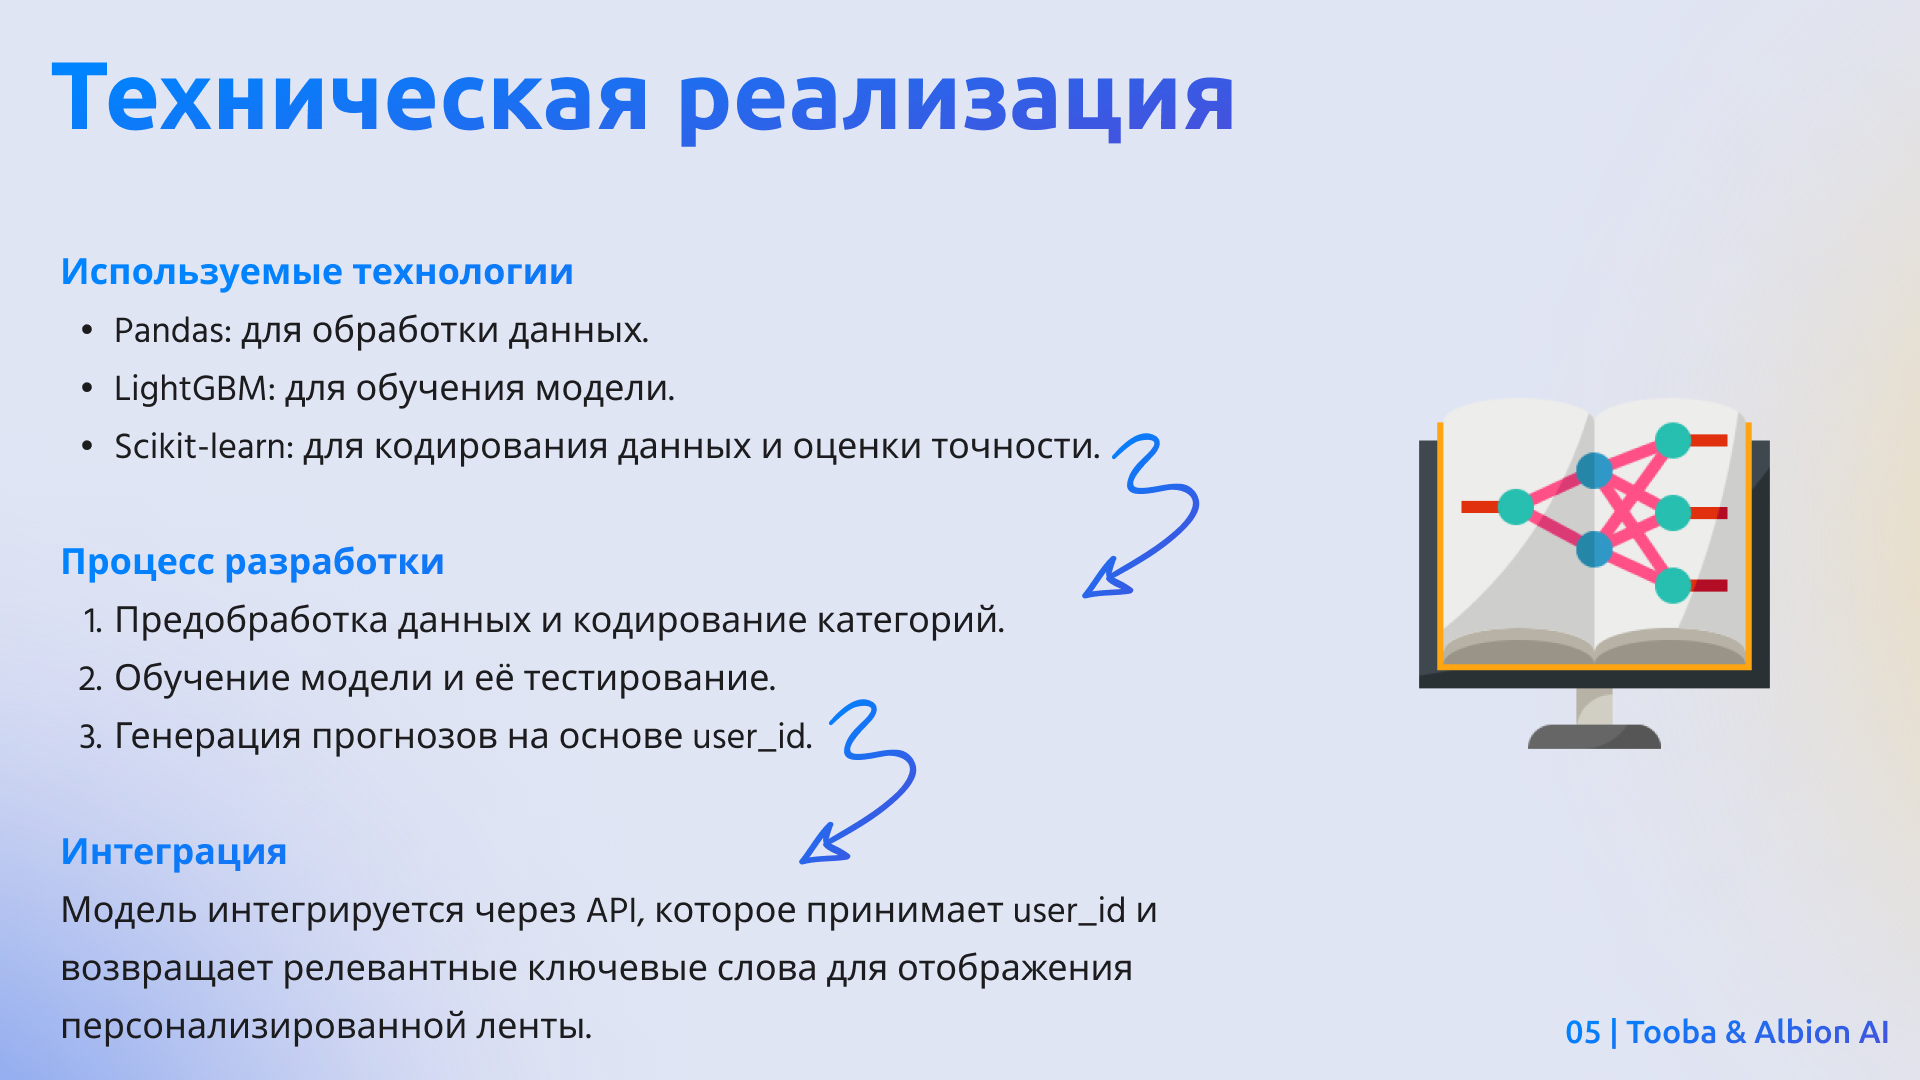 Техническая реализация
Используемые технологии
• Pandas: для обработки данных.
• LightGBM: для обучения модели.
• Scikit-learn: для кодирования данных и оценки точности.
Процесс разработки
1. Предобработка данных и кодирование категорий.
2. Обучение модели и её тестирование.
3. Генерация прогнозов на основе user_id.
Интеграция
Модель интегрируется через API, которое принимает user_id и
возвращает релевантные ключевые слова для отображения
персонализированной ленты.
05 | Tooba & Albion AI